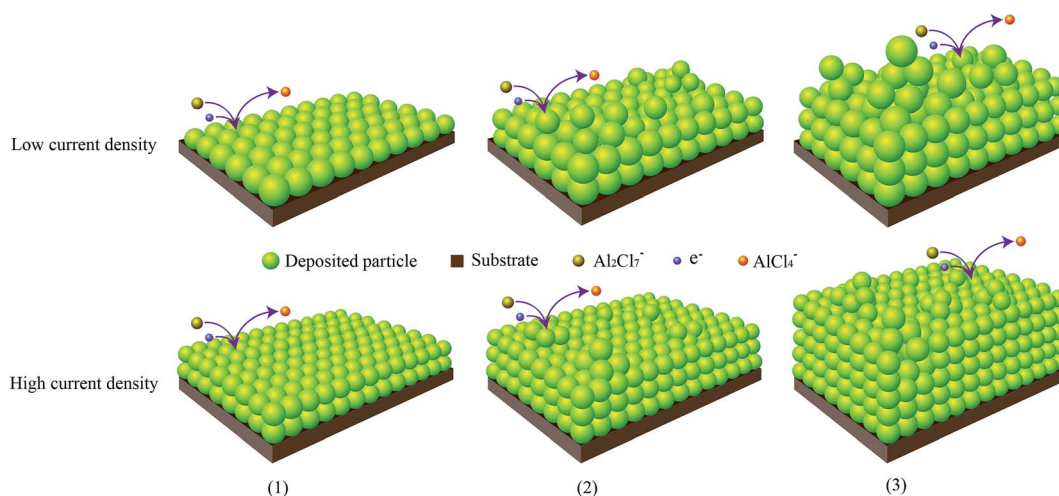 Low current density
Deposited particle Substrate Al₂Cl₇⁻ e⁻ AlCl₄⁻
High current density
(1) (2) (3)